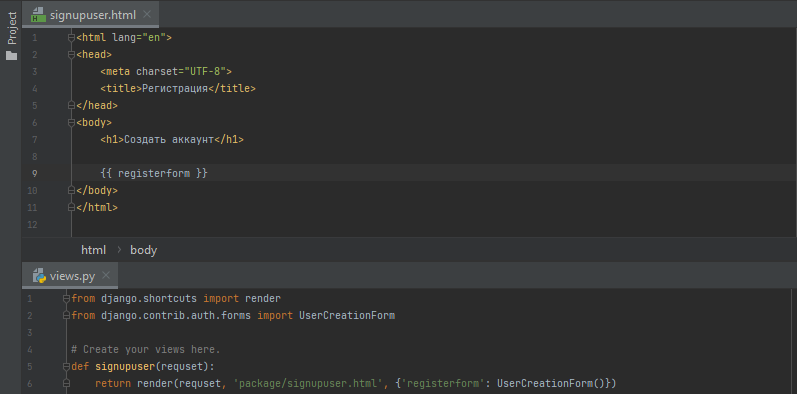 Project
signupuser.html
1 <html lang="en">
2 <head>
3 <meta charset="UTF-8">
4 <title>Регистрация</title>
5 </head>
6 <body>
7 <h1>Создать аккаунт</h1>
8
9 {{ registerform }}
10 </body>
11 </html>
12
html > body
views.py
1 from django.shortcuts import render
2 from django.contrib.auth.forms import UserCreationForm
3
4 # Create your views here.
5 def signupuser(requset):
6 return render(requset, 'package/signupuser.html', {'registerform': UserCreationForm()})